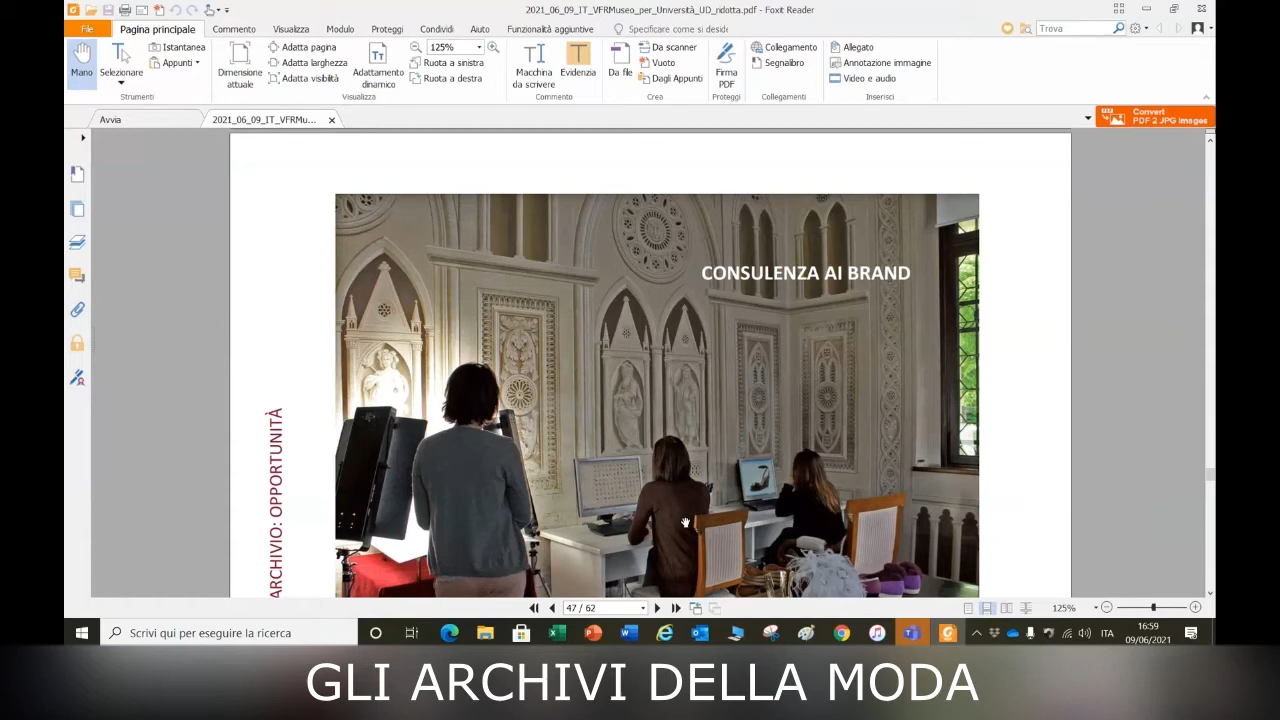 2021_06_09_IT_VFRMuseo_per_Università_UD_ridotta.pdf - Foxit Reader
File Pagina principale Commento Visualizza Modulo Proteggi Condividi Archivo Aiuto Funzionalità aggiuntive Specificare come si desid Trova
Mano
Selezionare
Istantanea
Appunti
Strumenti
Dimensione attuale
Adatta pagina
Adatta larghezza
Adatta visibiltà
Adattamento dinamico
125%
Ruota a sinistra
Ruota a destra
Visualizza
Macchina da scrivere
Evidenzia
Commento
Da file
Da scanner
Vuoto
Dagli Appunti
Crea
Firma PDF
Proteggi
Collegamento
Segnalibro
Collegamenti
Allegato
Annotazione immagine
Video e audio
Inserisci
Avvia
2021_06_09_IT_VFRMu...
Convert
PDF 2 JPG Images
CONSULENZA AI BRAND
ARCHIVIO: OPPORTUNITÀ
47 / 62
125%
Scrivi qui per eseguire la ricerca
ITA
16:59
09/06/2021
GLI ARCHIVI DELLA MODA